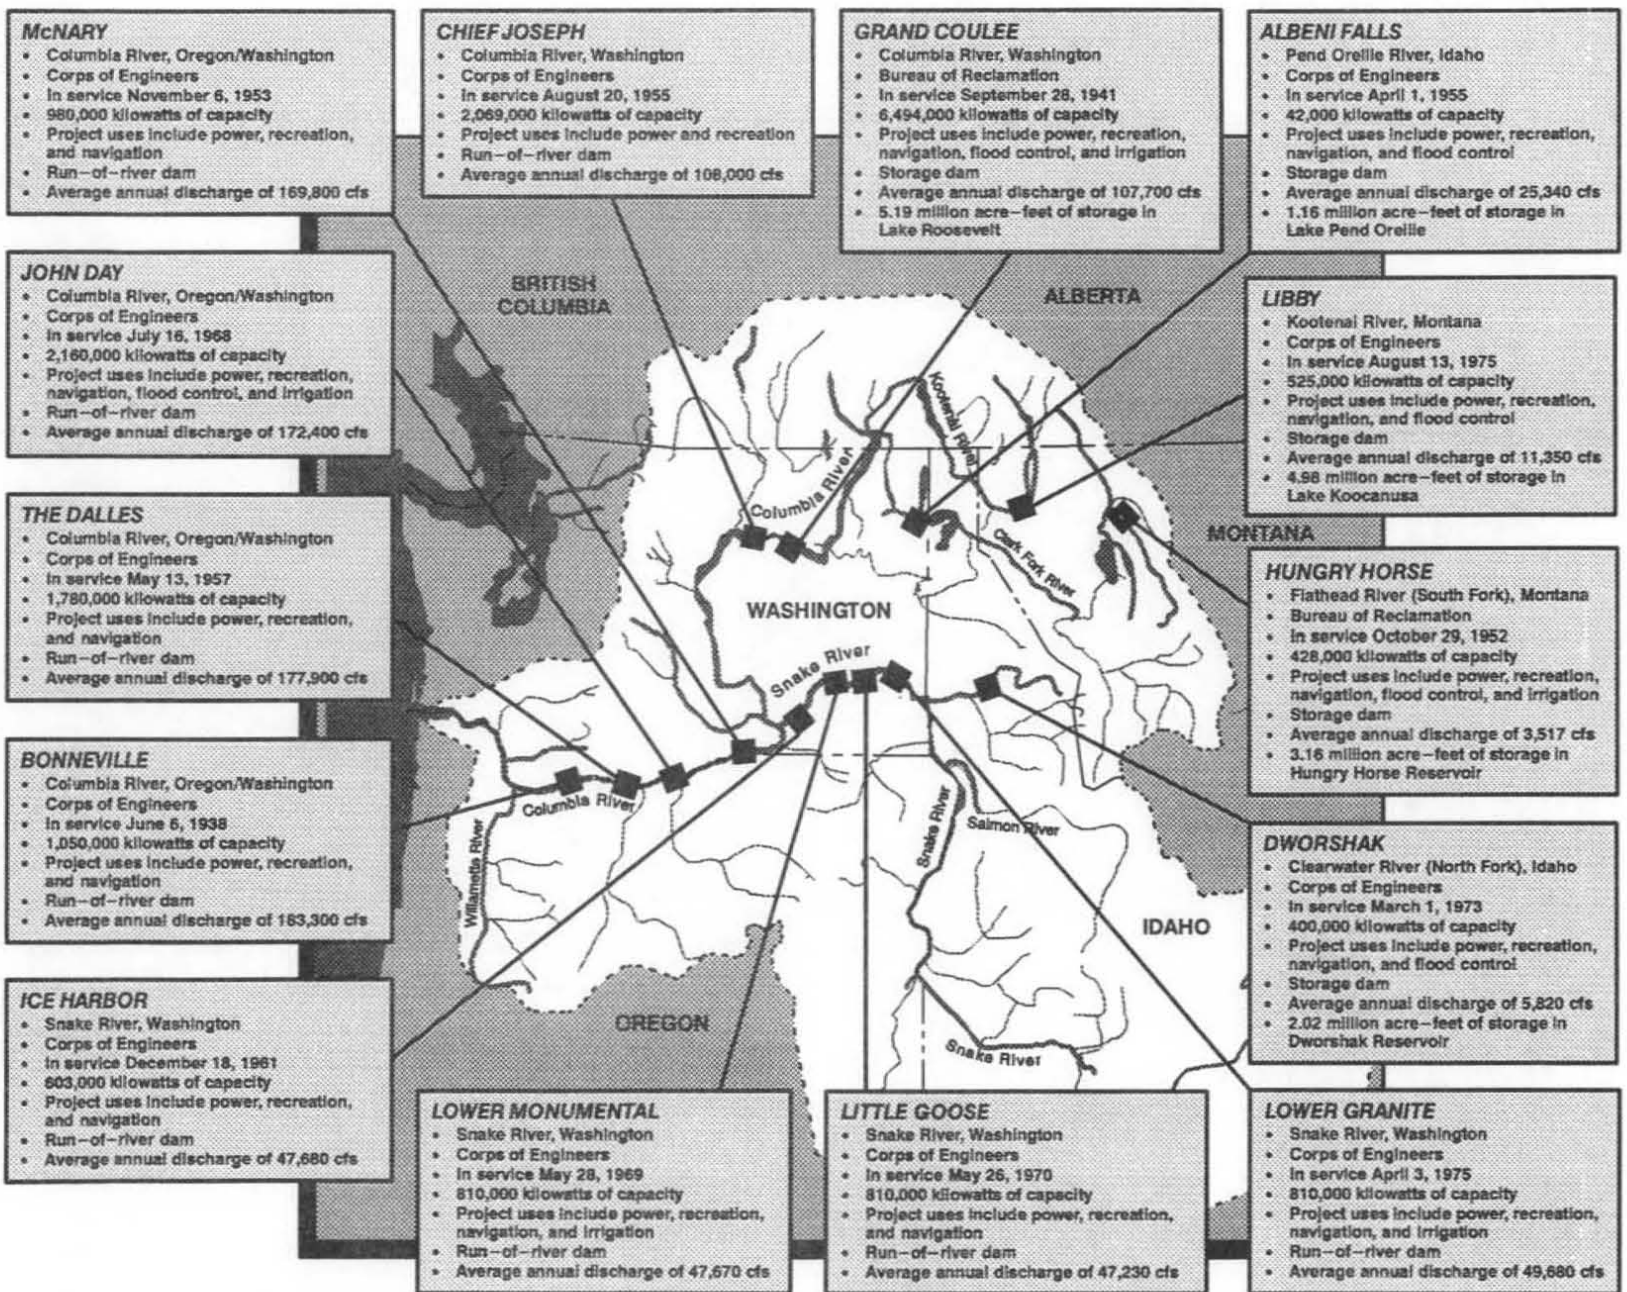 McNARY
• Columbia River, Oregon/Washington
• Corps of Engineers
• In service November 6, 1953
• 980,000 kilowatts of capacity
• Project uses include power, recreation,
and navigation
• Run-of-river dam
• Average annual discharge of 169,800 cfs
CHIEF JOSEPH
• Columbia River, Washington
• Corps of Engineers
• In service August 20, 1955
• 2,069,000 kilowatts of capacity
• Project uses include power and recreation
• Run-of-river dam
• Average annual discharge of 108,000 cfs
GRAND COULEE
• Columbia River, Washington
• Bureau of Reclamation
• In service September 28, 1941
• 6,494,000 kilowatts of capacity
• Project uses include power, recreation,
navigation, flood control, and irrigation
• Storage dam
• Average annual discharge of 107,700 cfs
• 5.19 million acre-feet of storage in
Lake Roosevelt
ALBENI FALLS
• Pend Oreille River, Idaho
• Corps of Engineers
• In service April 1, 1955
• 42,000 kilowatts of capacity
• Project uses include power, recreation,
navigation, and flood control
• Storage dam
• Average annual discharge of 25,340 cfs
• 1.16 million acre-feet of storage in
Lake Pend Oreille
JOHN DAY
• Columbia River, Oregon/Washington
• Corps of Engineers
• In service July 16, 1968
• 2,160,000 kilowatts of capacity
• Project uses include power, recreation,
navigation, flood control, and irrigation
• Run-of-river dam
• Average annual discharge of 172,400 cfs
LIBBY
• Kootenai River, Montana
• Corps of Engineers
• In service August 13, 1975
• 525,000 kilowatts of capacity
• Project uses include power, recreation,
navigation, and flood control
• Storage dam
• Average annual discharge of 11,350 cfs
• 4.98 million acre-feet of storage in
Lake Koocanusa
THE DALLES
• Columbia River, Oregon/Washington
• Corps of Engineers
• In service May 13, 1957
• 1,780,000 kilowatts of capacity
• Project uses include power, recreation,
and navigation
• Run-of-river dam
• Average annual discharge of 177,900 cfs
HUNGRY HORSE
• Flathead River (South Fork), Montana
• Bureau of Reclamation
• In service October 29, 1952
• 428,000 kilowatts of capacity
• Project uses include power, recreation,
navigation, flood control, and irrigation
• Storage dam
• Average annual discharge of 3,517 cfs
• 3.16 million acre-feet of storage in
Hungry Horse Reservoir
BONNEVILLE
• Columbia River, Oregon/Washington
• Corps of Engineers
• In service June 6, 1938
• 1,050,000 kilowatts of capacity
• Project uses include power, recreation,
and navigation
• Run-of-river dam
• Average annual discharge of 183,300 cfs
DWORSHAK
• Clearwater River (North Fork), Idaho
• Corps of Engineers
• In service March 1, 1973
• 400,000 kilowatts of capacity
• Project uses include power, recreation,
navigation, and flood control
• Storage dam
• Average annual discharge of 5,820 cfs
• 2.02 million acre-feet of storage in
Dworshak Reservoir
ICE HARBOR
• Snake River, Washington
• Corps of Engineers
• In service December 18, 1961
• 603,000 kilowatts of capacity
• Project uses include power, recreation,
and navigation
• Run-of-river dam
• Average annual discharge of 47,680 cfs
LOWER MONUMENTAL
• Snake River, Washington
• Corps of Engineers
• In service May 28, 1969
• 810,000 kilowatts of capacity
• Project uses include power, recreation,
navigation, and irrigation
• Run-of-river dam
• Average annual discharge of 47,670 cfs
LITTLE GOOSE
• Snake River, Washington
• Corps of Engineers
• In service May 26, 1970
• 810,000 kilowatts of capacity
• Project uses include power, recreation,
and navigation
• Run-of-river dam
• Average annual discharge of 47,230 cfs
LOWER GRANITE
• Snake River, Washington
• Corps of Engineers
• In service April 3, 1975
• 810,000 kilowatts of capacity
• Project uses include power, recreation,
navigation, and irrigation
• Run-of-river dam
• Average annual discharge of 49,680 cfs
BRITISH
COLUMBIA
ALBERTA
Kootenai River
Columbia River
MONTANA
Clark Fork River
WASHINGTON
Snake River
Columbia River
Willamette River
Snake River
Salmon River
IDAHO
OREGON
Snake River